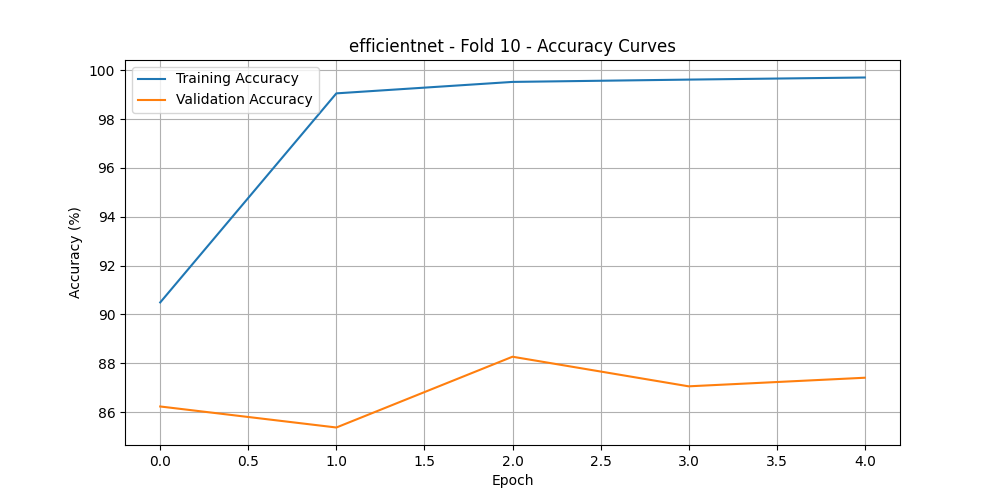 efficientnet - Fold 10 - Accuracy Curves
Training Accuracy
Validation Accuracy
Accuracy (%)
100
98
96
94
92
90
88
86
0.0 0.5 1.0 1.5 2.0 2.5 3.0 3.5 4.0
Epoch